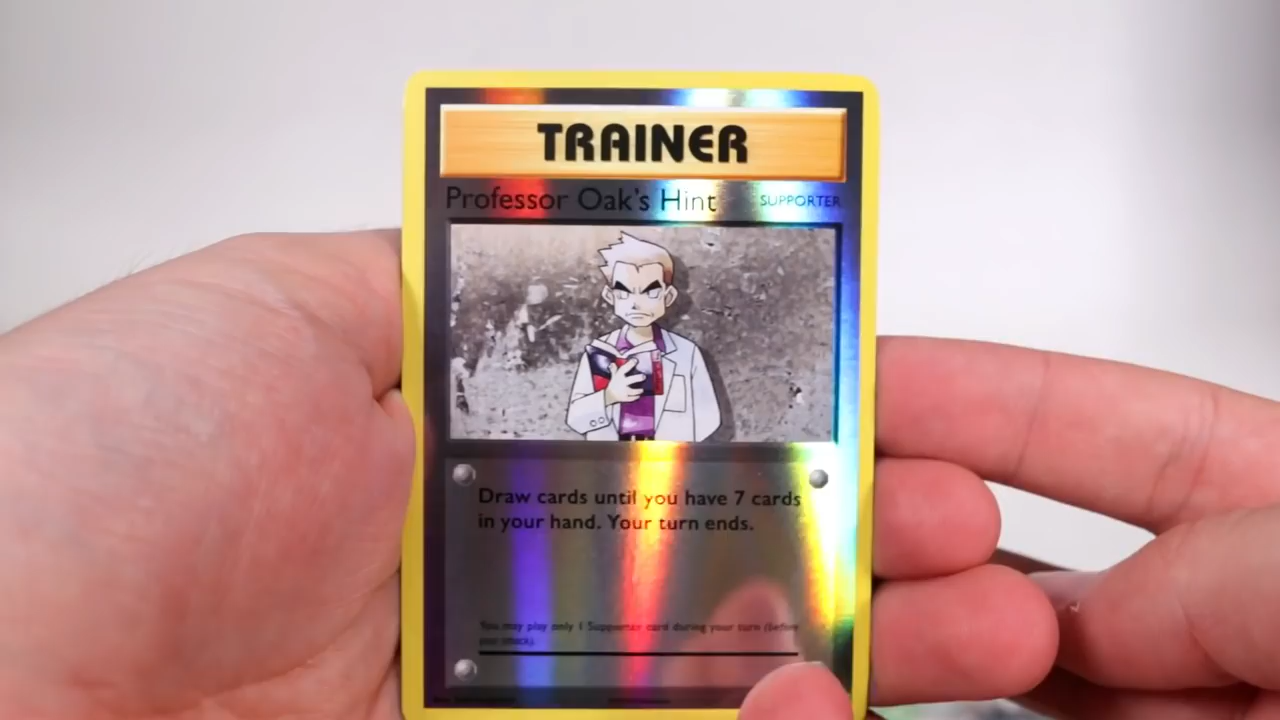 TRAINER
Professor Oak's Hint SUPPORTER
Draw cards until you have 7 cards
in your hand. Your turn ends.
You may play only 1 Supporter card during your turn (before
your attack).